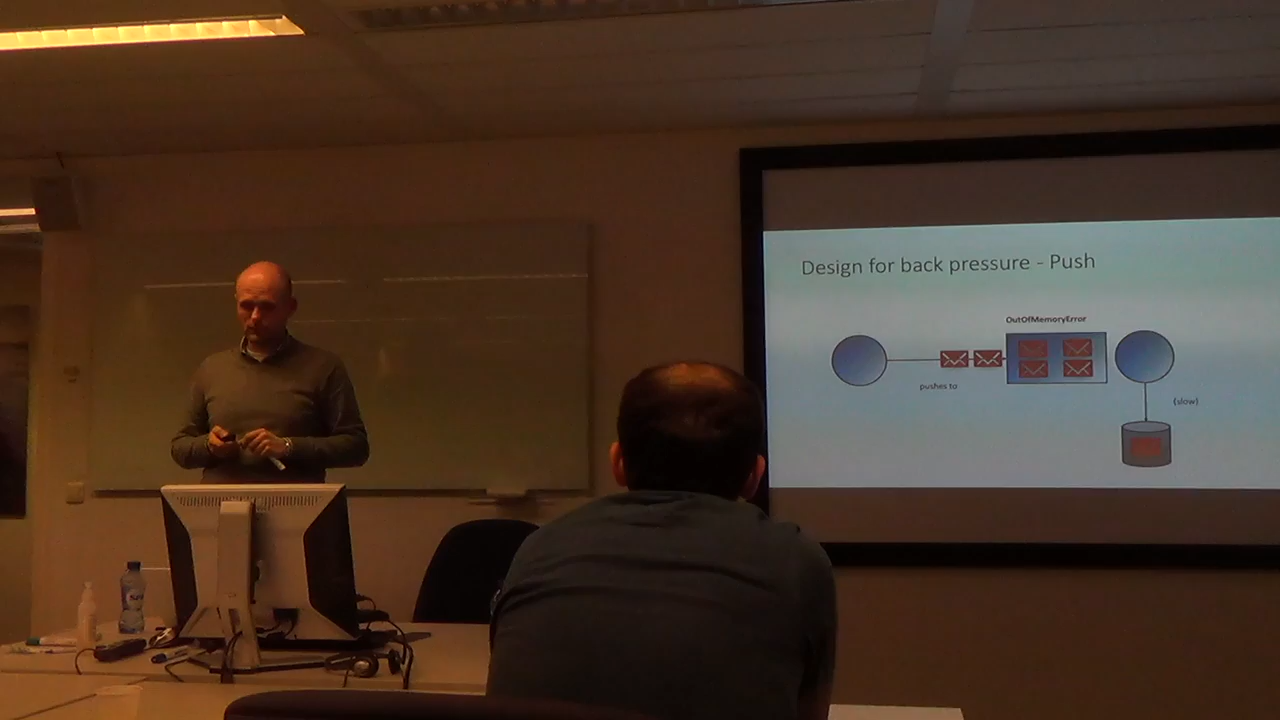 Design for back pressure - Push
OutOfMemoryError
pushes to
(slow)